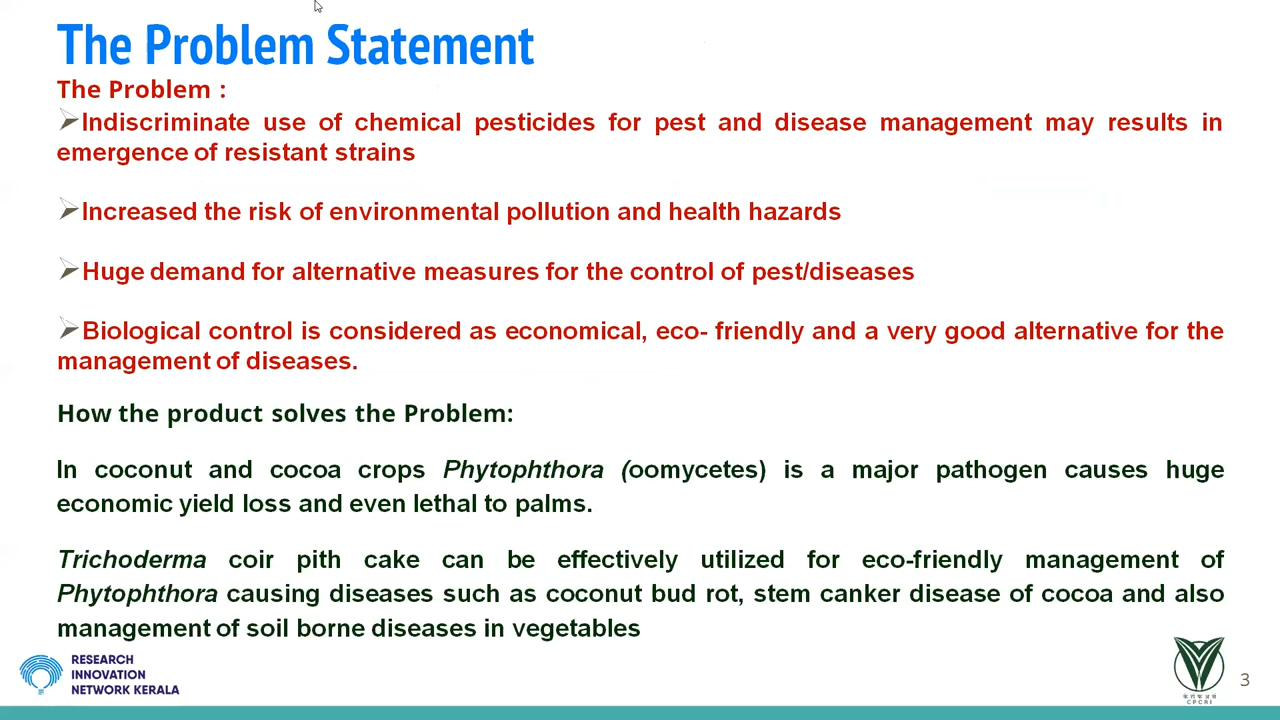 The Problem Statement
The Problem :
Indiscriminate use of chemical pesticides for pest and disease management may results in
emergence of resistant strains
Increased the risk of environmental pollution and health hazards
Huge demand for alternative measures for the control of pest/diseases
Biological control is considered as economical, eco- friendly and a very good alternative for the
management of diseases.
How the product solves the Problem:
In coconut and cocoa crops Phytophthora (oomycetes) is a major pathogen causes huge
economic yield loss and even lethal to palms.
Trichoderma coir pith cake can be effectively utilized for eco-friendly management of
Phytophthora causing diseases such as coconut bud rot, stem canker disease of cocoa and also
management of soil borne diseases in vegetables
RESEARCH
INNOVATION
NETWORK KERALA
CPCRI
3